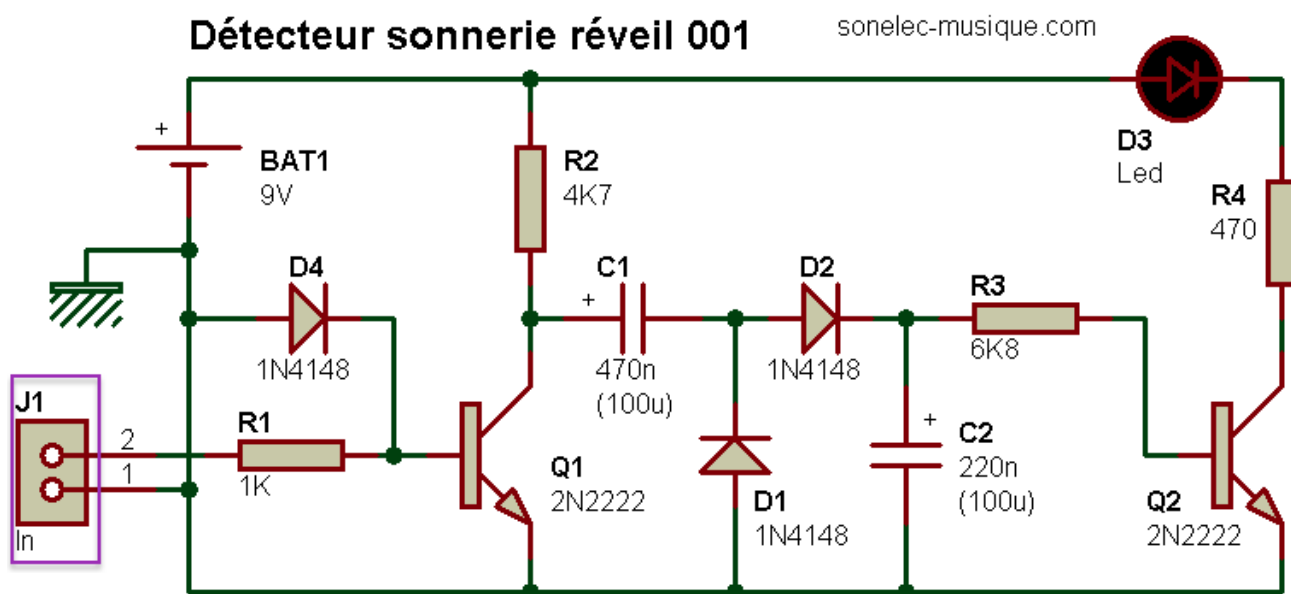 Détecteur sonnerie réveil 001
sonelec-musique.com
+
BAT1
9V
R2
4K7
D3
Led
R4
470
D4
1N4148
C1
+
470n
(100u)
D2
1N4148
R3
6K8
J1
2
1
In
R1
1K
Q1
2N2222
D1
1N4148
+
C2
220n
(100u)
Q2
2N2222